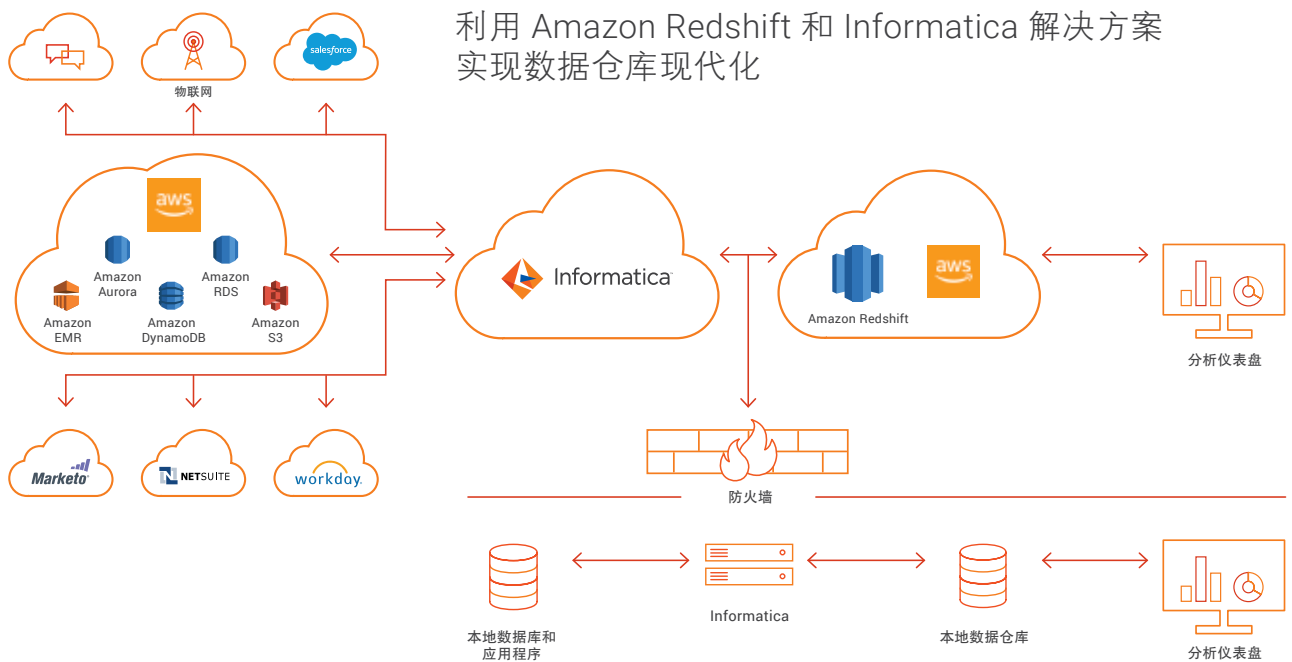 利用 Amazon Redshift 和 Informatica 解决方案
实现数据仓库现代化
salesforce
物联网
aws
Amazon
Aurora
Amazon
RDS
Amazon
EMR
Amazon
DynamoDB
Amazon
S3
Informatica
aws
Amazon Redshift
分析仪表盘
Marketo
NETSUITE
workday.
防火墙
Informatica
本地数据库和
应用程序
本地数据仓库
分析仪表盘